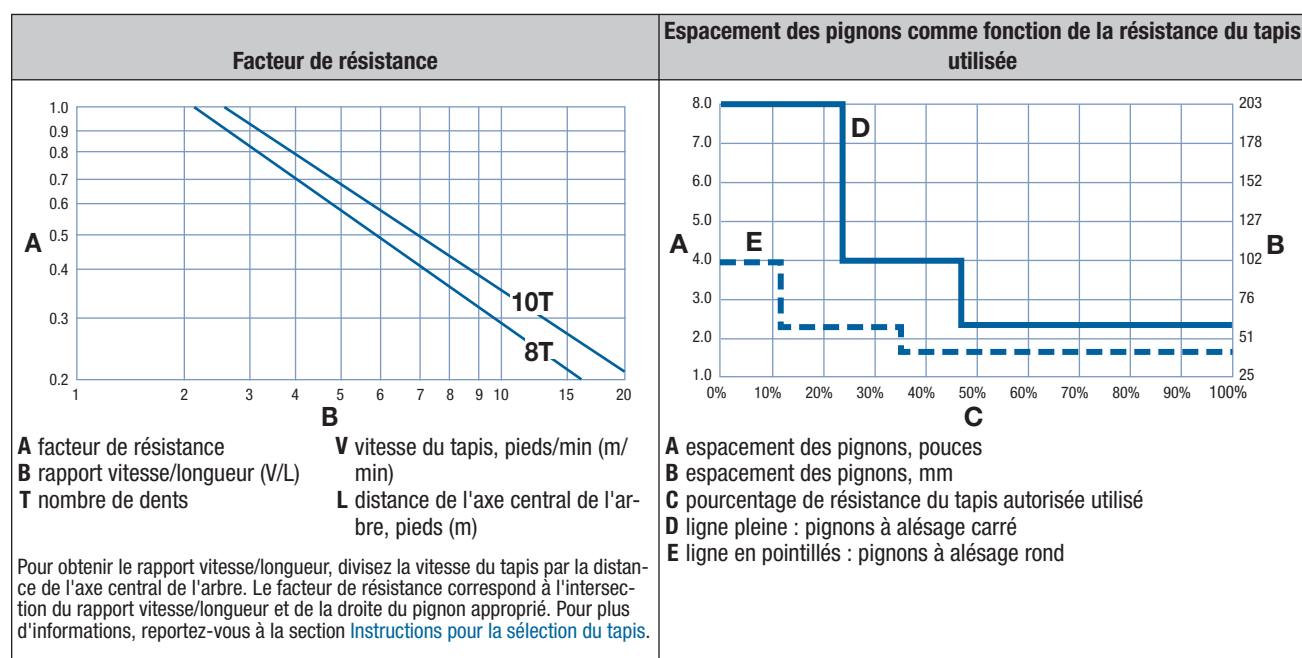 Facteur de résistance
Espacement des pignons comme fonction de la résistance du tapis
utilisée
1.0
0.9
0.8
0.7
0.6
0.5
0.4
0.3
0.2
A
10T
8T
1 2 3 4 5 6 7 8 9 10 15 20
B
A facteur de résistance
B rapport vitesse/longueur (V/L)
T nombre de dents
V vitesse du tapis, pieds/min (m/
min)
L distance de l'axe central de l'ar-
bre, pieds (m)
Pour obtenir le rapport vitesse/longueur, divisez la vitesse du tapis par la distan-
ce de l'axe central de l'arbre. Le facteur de résistance correspond à l'intersec-
tion du rapport vitesse/longueur et de la droite du pignon approprié. Pour plus
d'informations, reportez-vous à la section Instructions pour la sélection du tapis.
8.0 203
7.0 178
6.0 152
5.0 127
4.0 102
3.0 76
2.0 51
1.0 25
D
A E B
0% 10% 20% 30% 40% 50% 60% 70% 80% 90% 100%
C
A espacement des pignons, pouces
B espacement des pignons, mm
C pourcentage de résistance du tapis autorisée utilisé
D ligne pleine : pignons à alésage carré
E ligne en pointillés : pignons à alésage rond